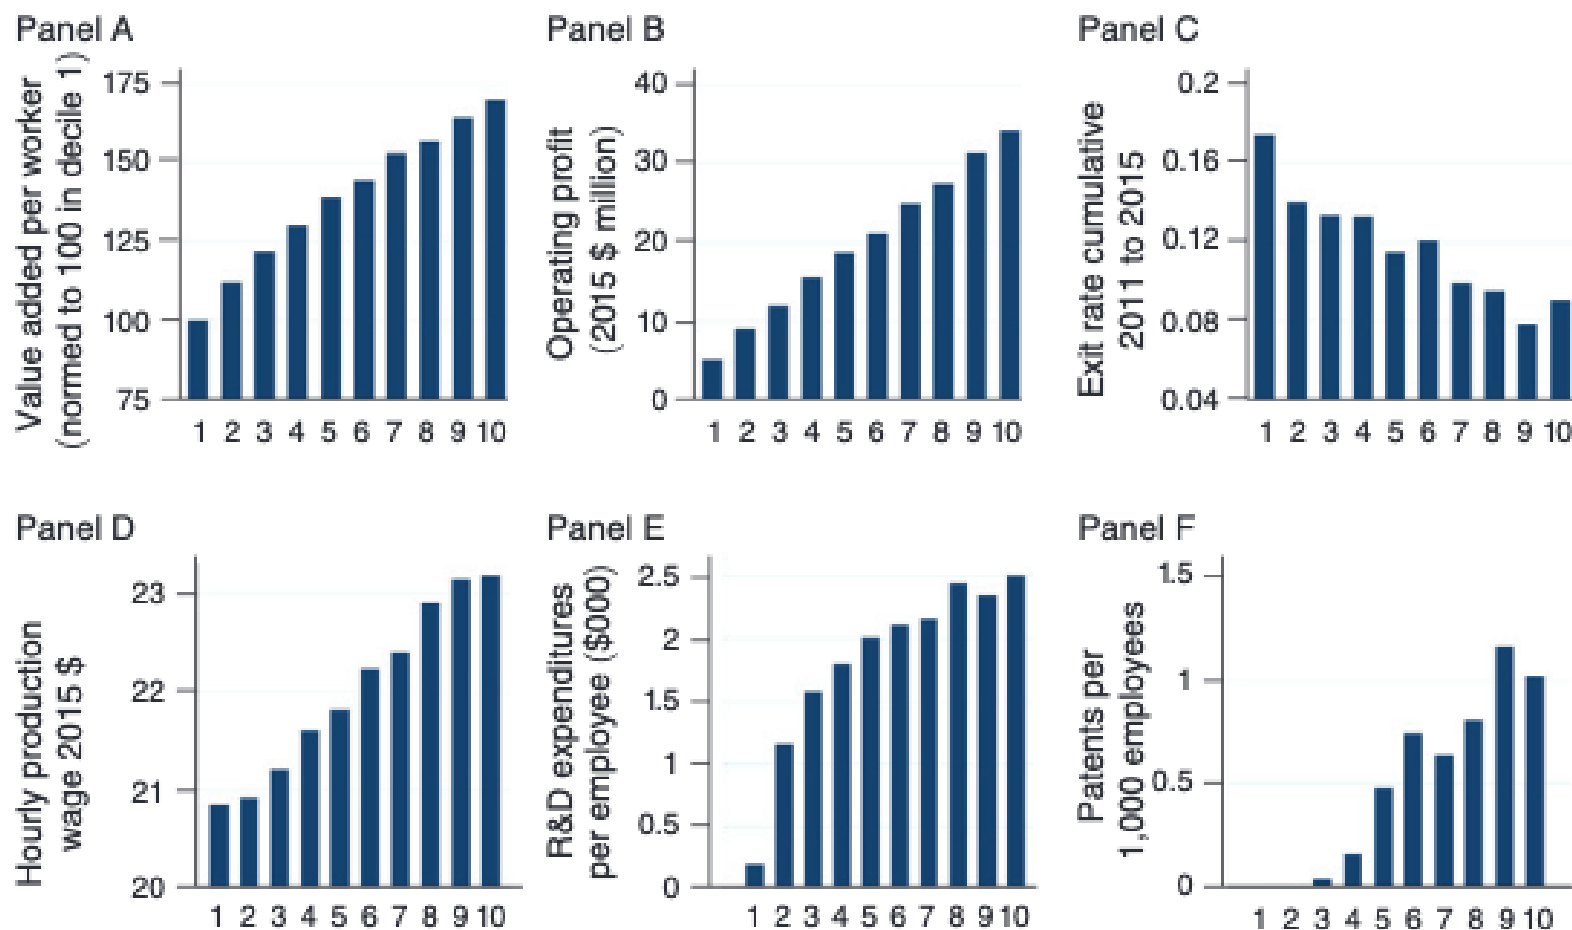 Panel A
Value added per worker
(normed to 100 in decile 1)
175
150
125
100
75
1 2 3 4 5 6 7 8 9 10
Panel B
Operating profit
(2015 $ million)
40
30
20
10
0
1 2 3 4 5 6 7 8 9 10
Panel C
Exit rate cumulative
2011 to 2015
0.2
0.16
0.12
0.08
0.04
1 2 3 4 5 6 7 8 9 10
Panel D
Hourly production
wage 2015 $
23
22
21
20
1 2 3 4 5 6 7 8 9 10
Panel E
R&D expenditures
per employee ($000)
2.5
2
1.5
1
0.5
0
1 2 3 4 5 6 7 8 9 10
Panel F
Patents per
1,000 employees
1.5
1
0.5
0
1 2 3 4 5 6 7 8 9 10